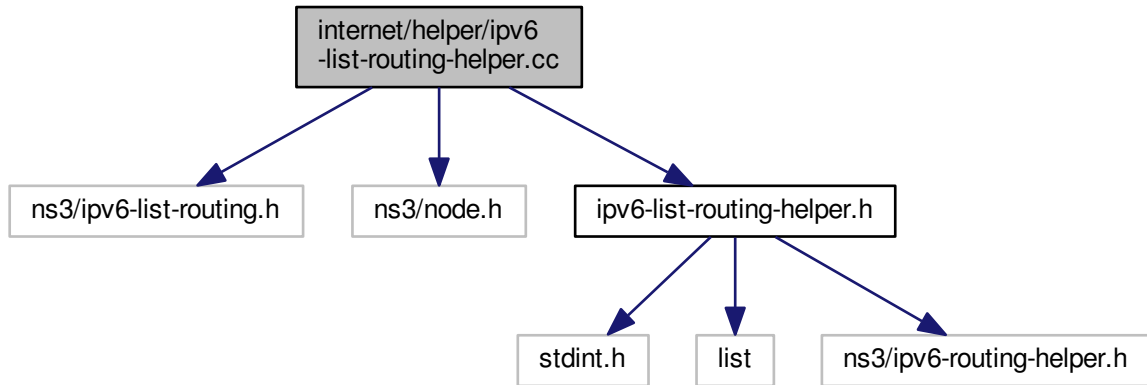 internet/helper/ipv6
-list-routing-helper.cc
ns3/ipv6-list-routing.h
ns3/node.h
ipv6-list-routing-helper.h
stdint.h
list
ns3/ipv6-routing-helper.h